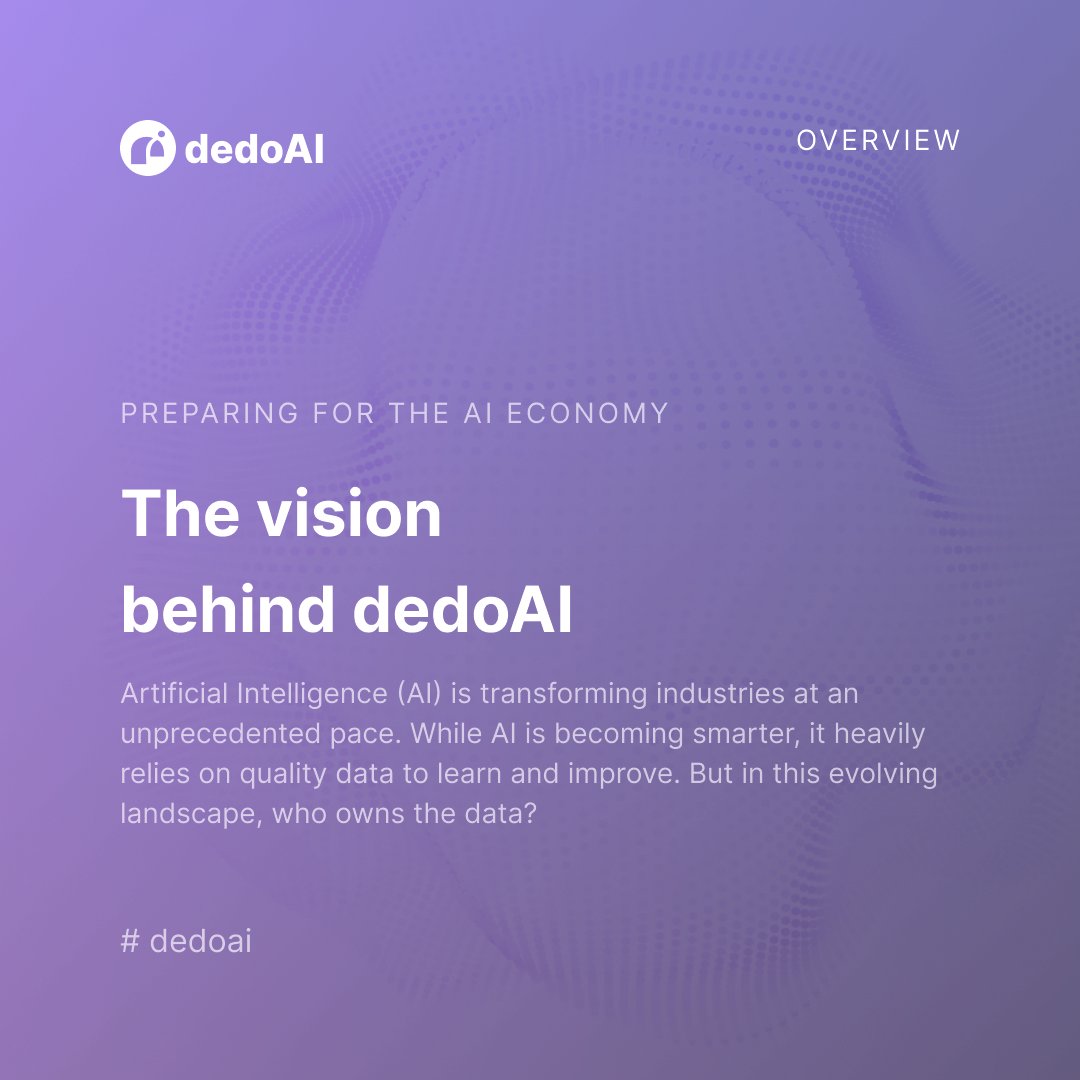 dedoAI
OVERVIEW
PREPARING FOR THE AI ECONOMY
The vision
behind dedoAI
Artificial Intelligence (AI) is transforming industries at an
unprecedented pace. While AI is becoming smarter, it heavily
relies on quality data to learn and improve. But in this evolving
landscape, who owns the data?
# dedoai